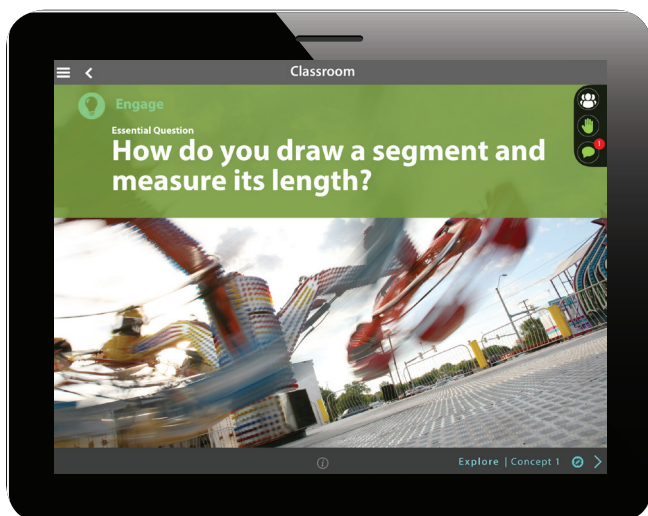 Classroom
Engage
Essential Question
How do you draw a segment and
measure its length?
1
Explore | Concept 1